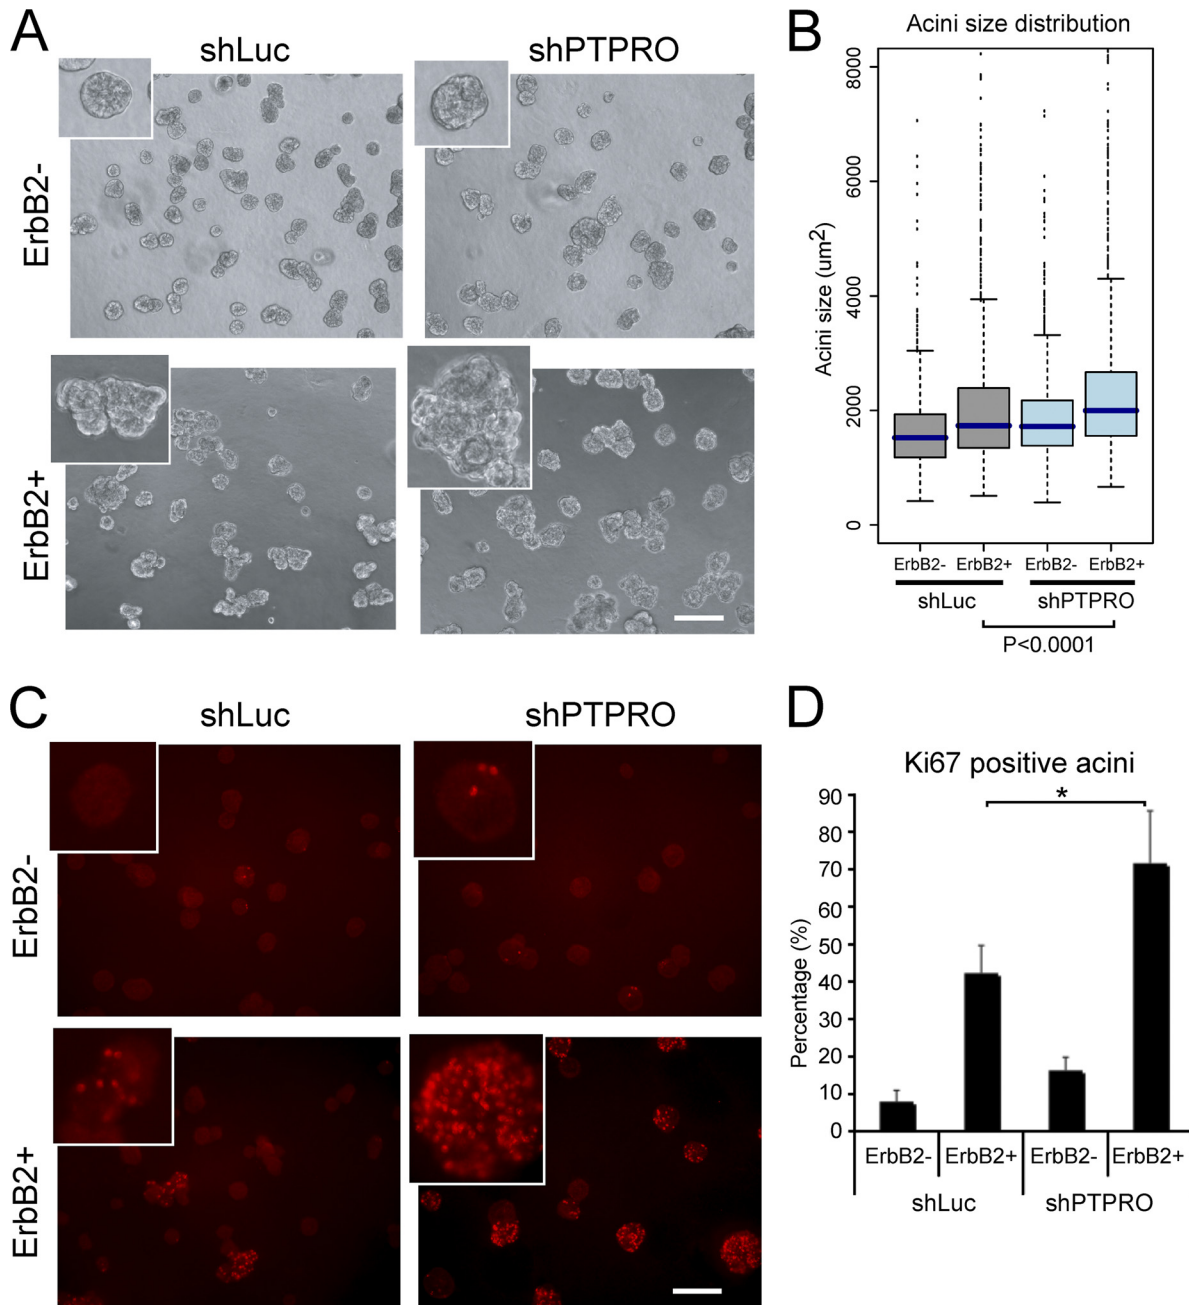 A
shLuc
shPTPRO
ErbB2-
ErbB2+
B
Acini size distribution
Acini size (um²)
8000
6000
4000
2000
0
ErbB2- ErbB2+ ErbB2- ErbB2+
shLuc
shPTPRO
P<0.0001
C
shLuc
shPTPRO
ErbB2-
ErbB2+
D
Ki67 positive acini
*
Percentage (%)
90
80
70
60
50
40
30
20
10
0
ErbB2- ErbB2+ ErbB2- ErbB2+
shLuc
shPTPRO